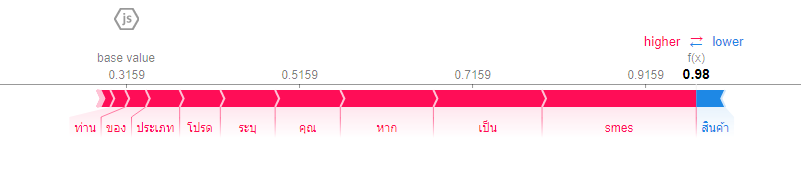 js
higher lower
base value f(x)
0.3159 0.5159 0.7159 0.9159 0.98
ท่าน ของ ประเภท โปรด ระบุ คุณ หาก เป็น smes สินค้า